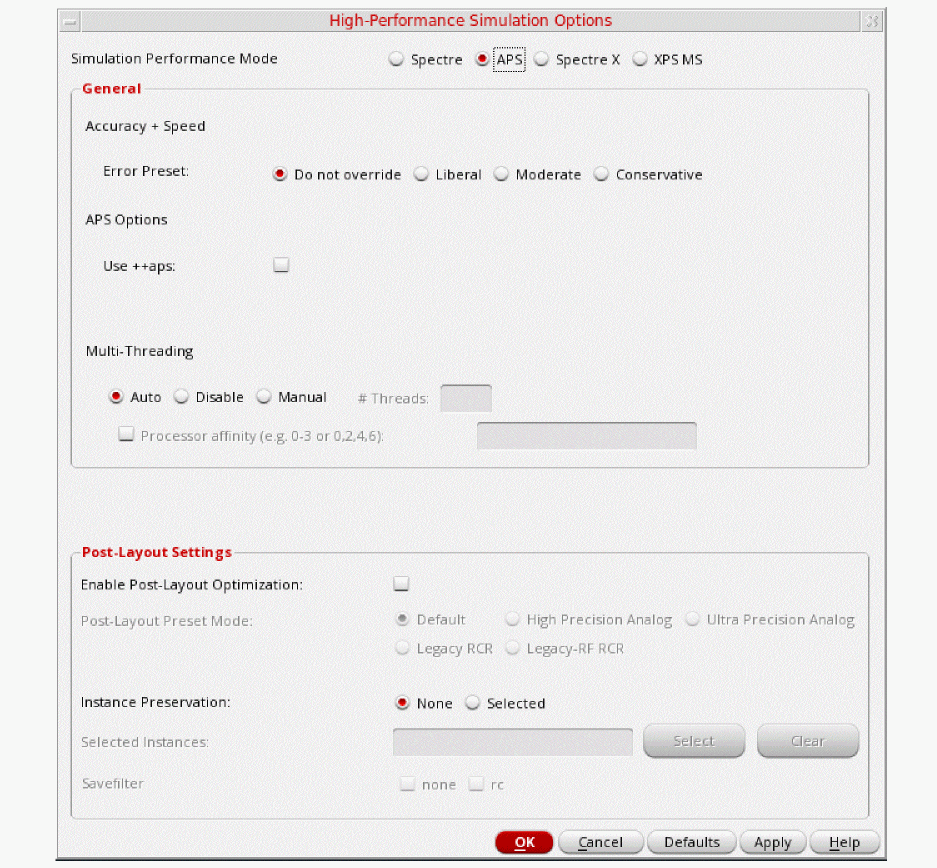 High-Performance Simulation Options
Simulation Performance Mode Spectre APS Spectre X XPS MS
General
Accuracy + Speed
Error Preset: Do not override Liberal Moderate Conservative
APS Options
Use ++aps:
Multi-Threading
Auto Disable Manual # Threads:
Processor affinity (e.g. 0-3 or 0,2,4,6):
Post-Layout Settings
Enable Post-Layout Optimization:
Post-Layout Preset Mode: Default High Precision Analog Ultra Precision Analog
Legacy RCR Legacy-RF RCR
Instance Preservation: None Selected
Selected Instances: Select Clear
Savefilter none rc
OK Cancel Defaults Apply Help